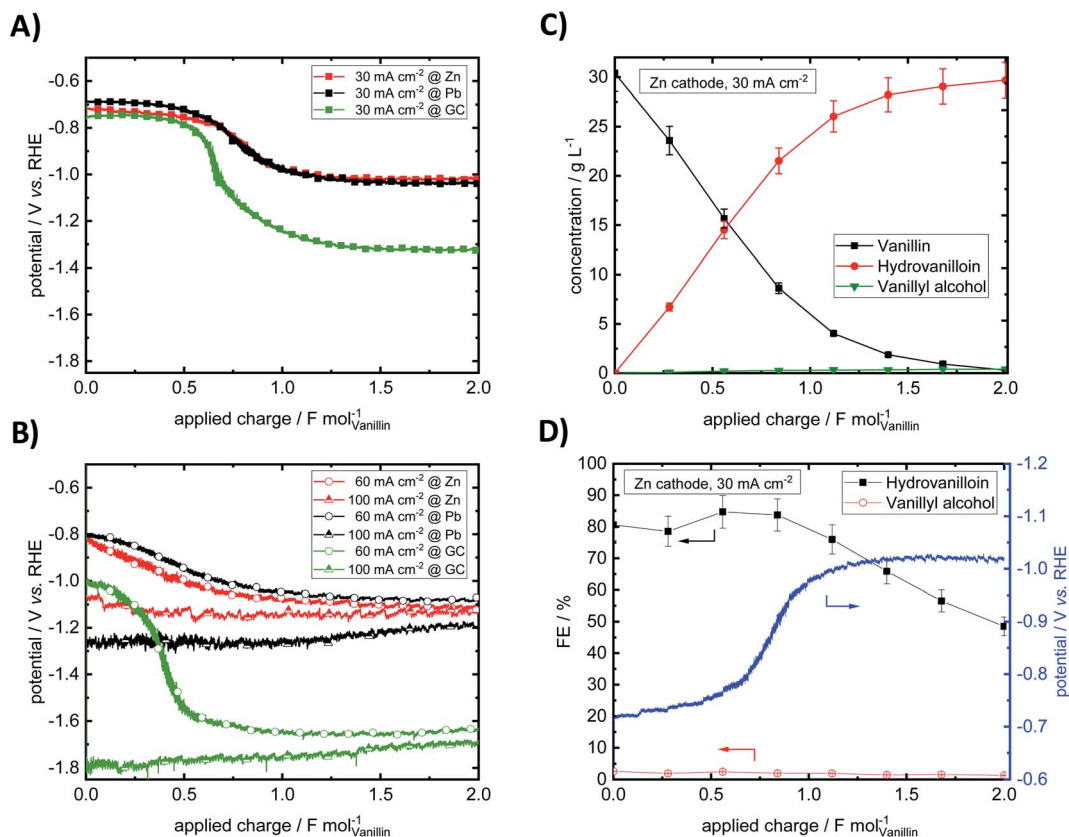 A)
-0.6
-0.8
-1.0
-1.2
-1.4
-1.6
-1.8
potential / V vs. RHE
30 mA cm-2 @ Zn
30 mA cm-2 @ Pb
30 mA cm-2 @ GC
0.0 0.5 1.0 1.5 2.0
applied charge / F mol-1Vanillin
C)
30
25
20
15
10
5
0
concentration / g L-1
Zn cathode, 30 mA cm-2
Vanillin
Hydrovanilloin
Vanillyl alcohol
0.0 0.5 1.0 1.5 2.0
applied charge / F mol-1Vanillin
B)
-0.6
-0.8
-1.0
-1.2
-1.4
-1.6
-1.8
potential / V vs. RHE
60 mA cm-2 @ Zn
100 mA cm-2 @ Zn
60 mA cm-2 @ Pb
100 mA cm-2 @ Pb
60 mA cm-2 @ GC
100 mA cm-2 @ GC
0.0 0.5 1.0 1.5 2.0
applied charge / F mol-1Vanillin
D)
100
90
80
70
60
50
40
30
20
10
0
FE / %
Zn cathode, 30 mA cm-2
Hydrovanilloin
Vanillyl alcohol
-1.2
-1.1
-1.0
-0.9
-0.8
-0.7
-0.6
potential / V vs. RHE
0.0 0.5 1.0 1.5 2.0
applied charge / F mol-1Vanillin